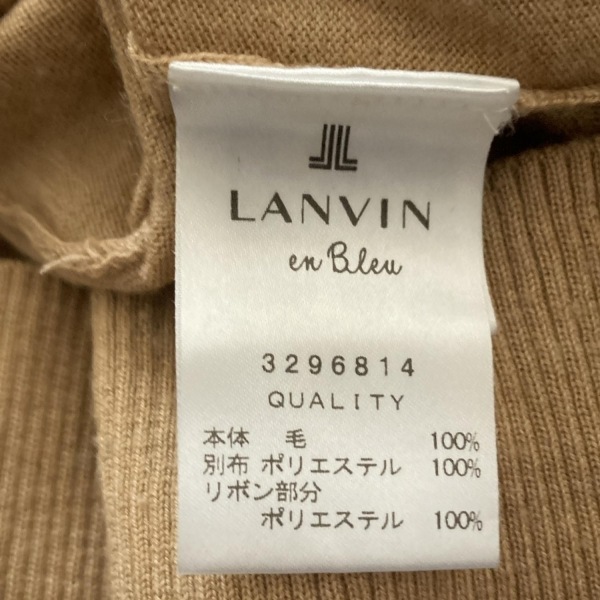 LANVIN
en Bleu
3296814
QUALITY
本体 毛 100%
別布 ポリエステル 100%
リボン部分
ポリエステル 100%